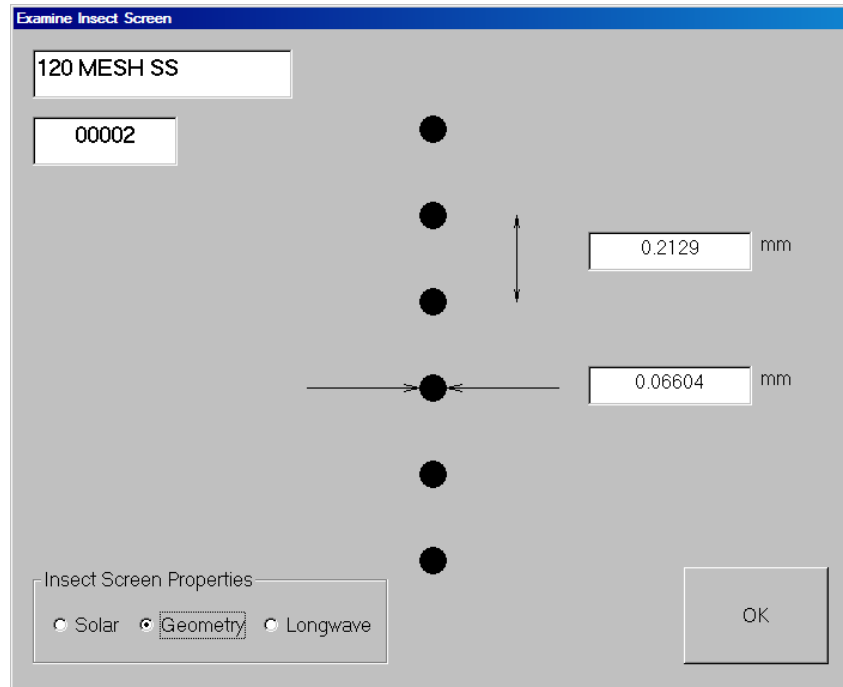 Examine Insect Screen
120 MESH SS
00002
0.2129 mm
0.06604 mm
Insect Screen Properties
Solar Geometry Longwave
OK